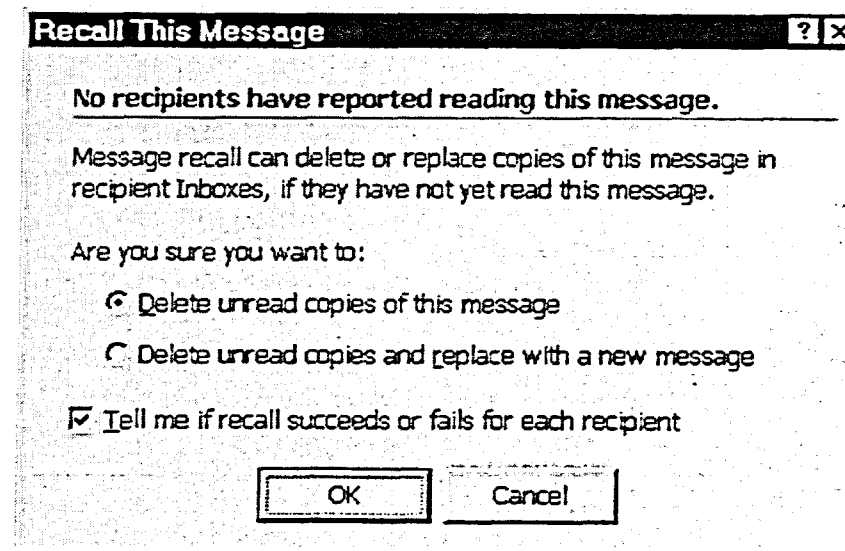 Recall This Message
No recipients have reported reading this message.
Message recall can delete or replace copies of this message in
recipient Inboxes, if they have not yet read this message.
Are you sure you want to:
Delete unread copies of this message
Delete unread copies and replace with a new message
Tell me if recall succeeds or fails for each recipient
OK
Cancel